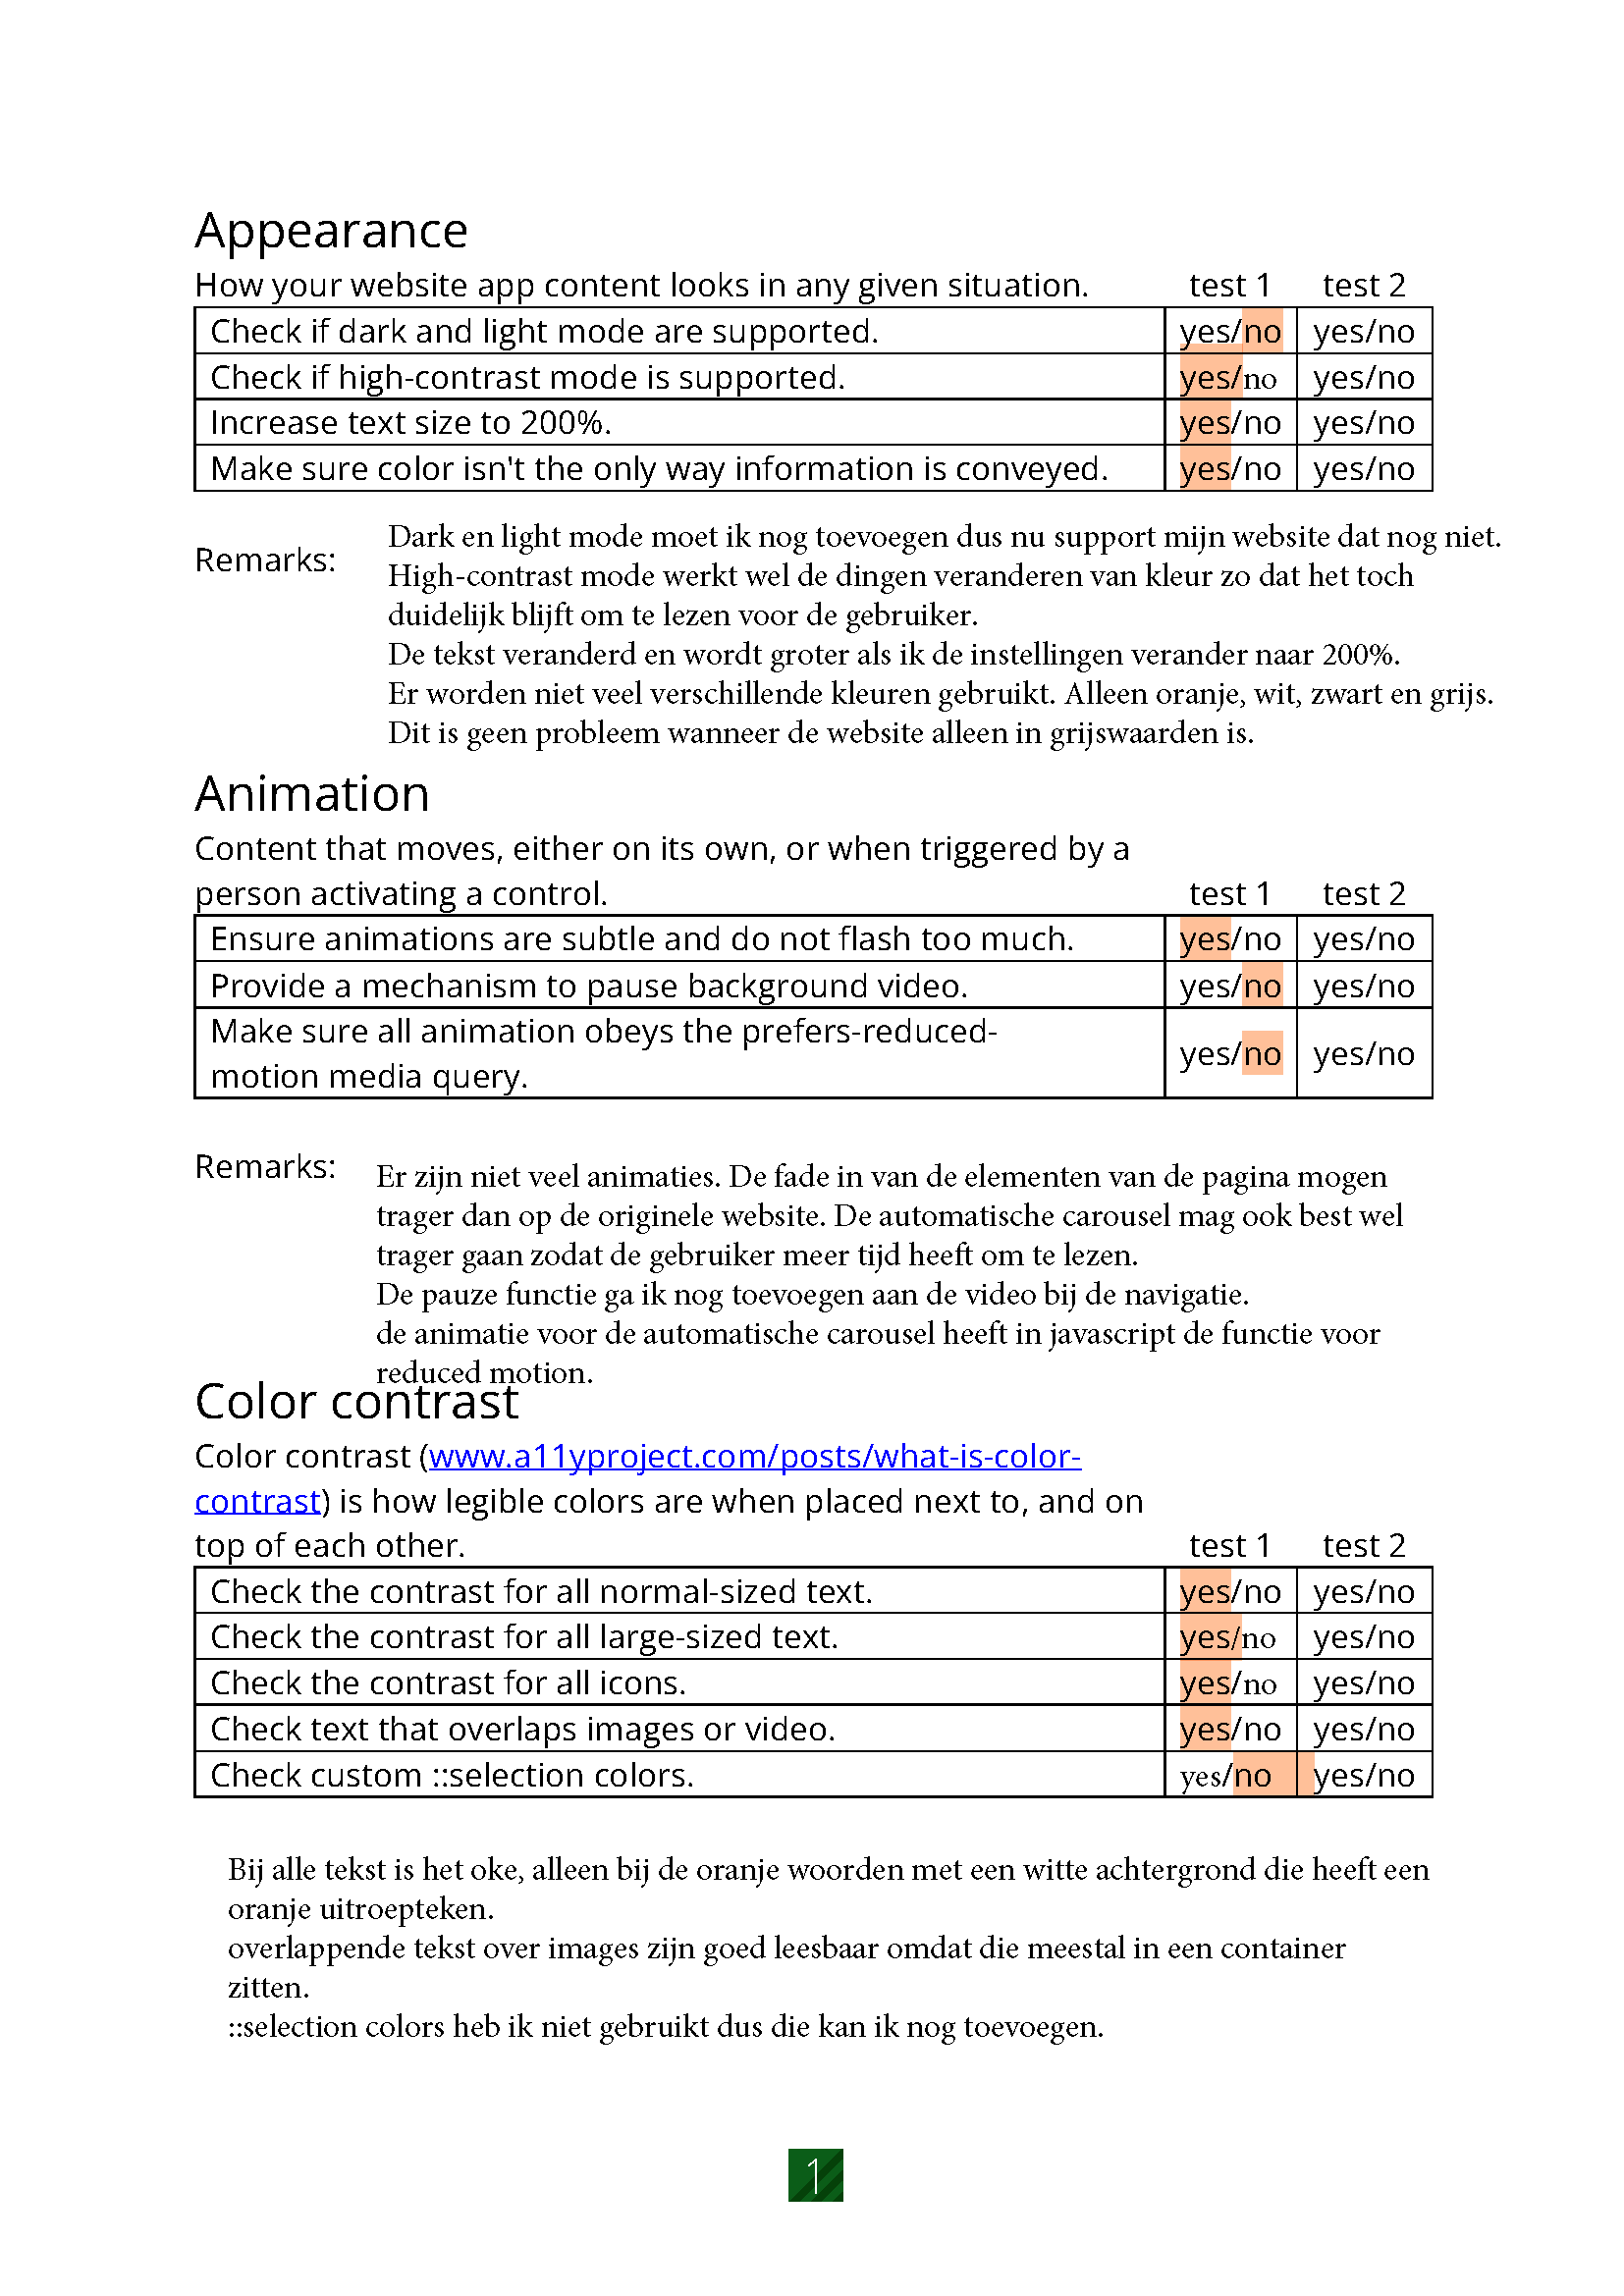 Appearance
How your website app content looks in any given situation. test 1 test 2
Check if dark and light mode are supported. yes/no yes/no
Check if high-contrast mode is supported. yes/no yes/no
Increase text size to 200%. yes/no yes/no
Make sure color isn't the only way information is conveyed. yes/no yes/no
Remarks:
Dark en light mode moet ik nog toevoegen dus nu support mijn website dat nog niet.
High-contrast mode werkt wel de dingen veranderen van kleur zo dat het toch
duidelijk blijft om te lezen voor de gebruiker.
De tekst veranderd en wordt groter als ik de instellingen verander naar 200%.
Er worden niet veel verschillende kleuren gebruikt. Alleen oranje, wit, zwart en grijs.
Dit is geen probleem wanneer de website alleen in grijswaarden is.
Animation
Content that moves, either on its own, or when triggered by a
person activating a control. test 1 test 2
Ensure animations are subtle and do not flash too much. yes/no yes/no
Provide a mechanism to pause background video. yes/no yes/no
Make sure all animation obeys the prefers-reduced-
motion media query. yes/no yes/no
Remarks:
Er zijn niet veel animaties. De fade in van de elementen van de pagina mogen
trager dan op de originele website. De automatische carousel mag ook best wel
trager gaan zodat de gebruiker meer tijd heeft om te lezen.
De pauze functie ga ik nog toevoegen aan de video bij de navigatie.
de animatie voor de automatische carousel heeft in javascript de functie voor
reduced motion.
Color contrast
Color contrast (www.a11yproject.com/posts/what-is-color-
contrast) is how legible colors are when placed next to, and on
top of each other. test 1 test 2
Check the contrast for all normal-sized text. yes/no yes/no
Check the contrast for all large-sized text. yes/no yes/no
Check the contrast for all icons. yes/no yes/no
Check text that overlaps images or video. yes/no yes/no
Check custom ::selection colors. yes/no yes/no
Bij alle tekst is het oke, alleen bij de oranje woorden met een witte achtergrond die heeft een
oranje uitroepteken.
overlappende tekst over images zijn goed leesbaar omdat die meestal in een container
zitten.
::selection colors heb ik niet gebruikt dus die kan ik nog toevoegen.
1